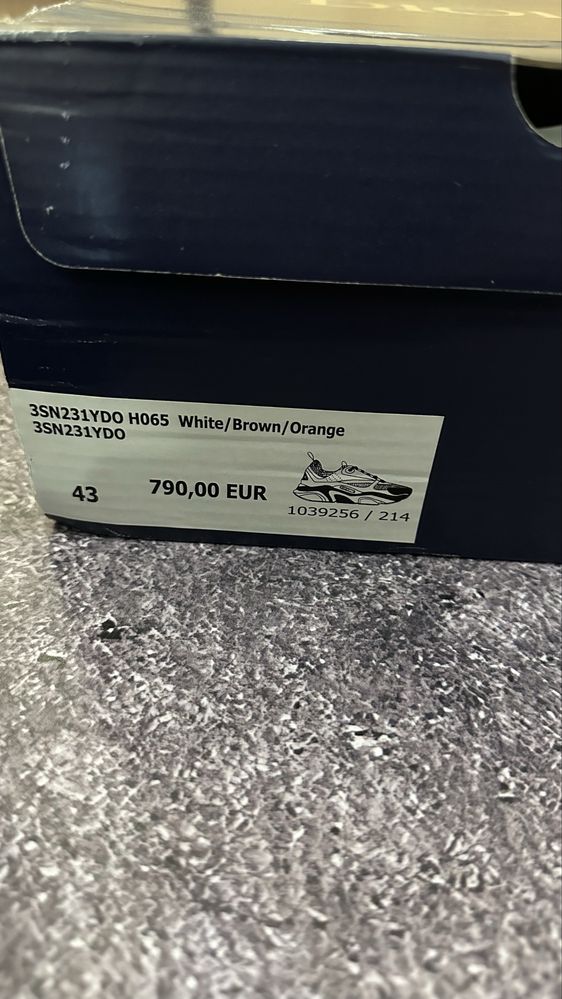 3SN231YDO H065 White/Brown/Orange
3SN231YDO
43 790,00 EUR
1039256 / 214